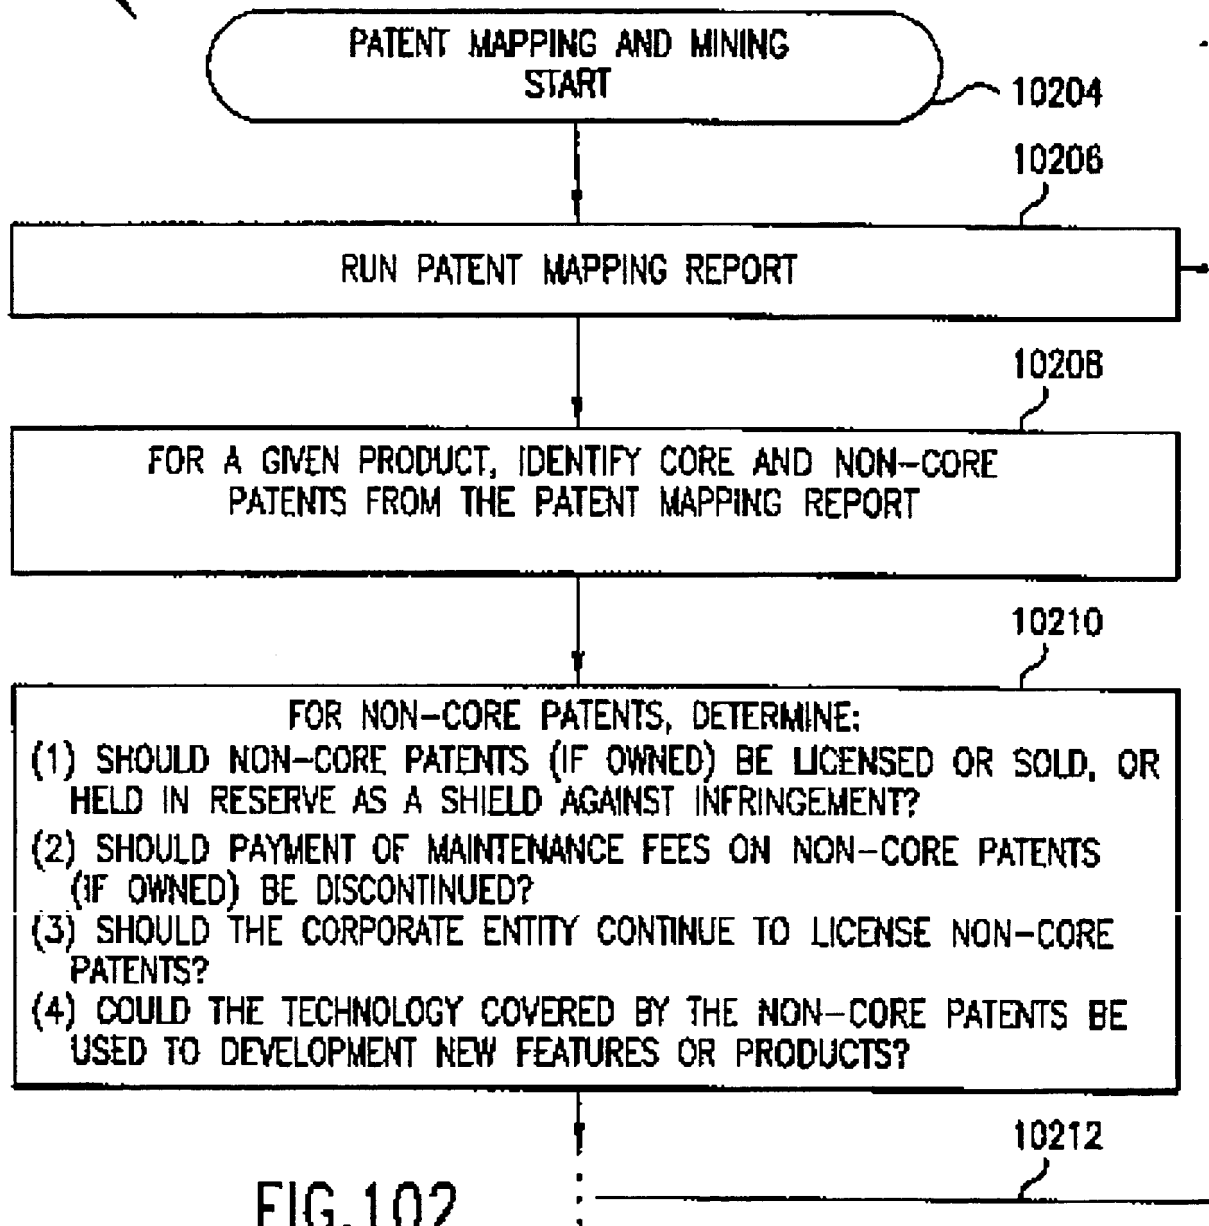 PATENT MAPPING AND MINING
START
10204
10206
RUN PATENT MAPPING REPORT
10208
FOR A GIVEN PRODUCT, IDENTIFY CORE AND NON-CORE
PATENTS FROM THE PATENT MAPPING REPORT
10210
FOR NON-CORE PATENTS, DETERMINE:
(1) SHOULD NON-CORE PATENTS (IF OWNED) BE LICENSED OR SOLD, OR
HELD IN RESERVE AS A SHIELD AGAINST INFRINGEMENT?
(2) SHOULD PAYMENT OF MAINTENANCE FEES ON NON-CORE PATENTS
(IF OWNED) BE DISCONTINUED?
(3) SHOULD THE CORPORATE ENTITY CONTINUE TO LICENSE NON-CORE
PATENTS?
(4) COULD THE TECHNOLOGY COVERED BY THE NON-CORE PATENTS BE
USED TO DEVELOPMENT NEW FEATURES OR PRODUCTS?
10212
FIG.102